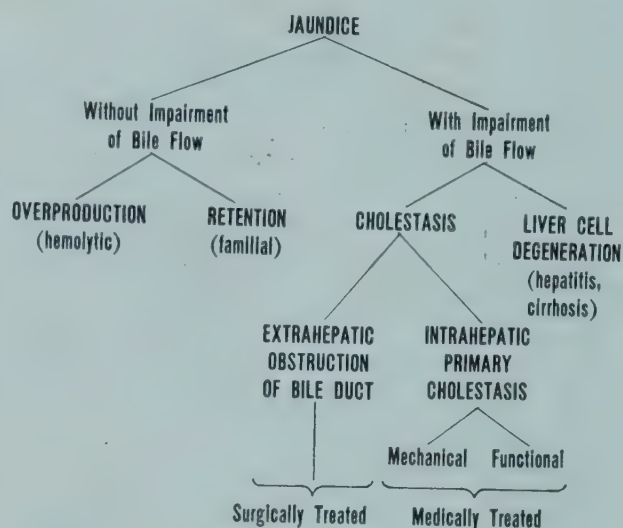 JAUNDICE
Without Impairment
of Bile Flow
With Impairment
of Bile Flow
OVERPRODUCTION
(hemolytic)
RETENTION
(familial)
CHOLESTASIS
LIVER CELL
DEGENERATION
(hepatitis,
cirrhosis)
EXTRAHEPATIC
OBSTRUCTION
OF BILE DUCT
INTRAHEPATIC
PRIMARY
CHOLESTASIS
Mechanical
Functional
Surgically Treated
Medically Treated